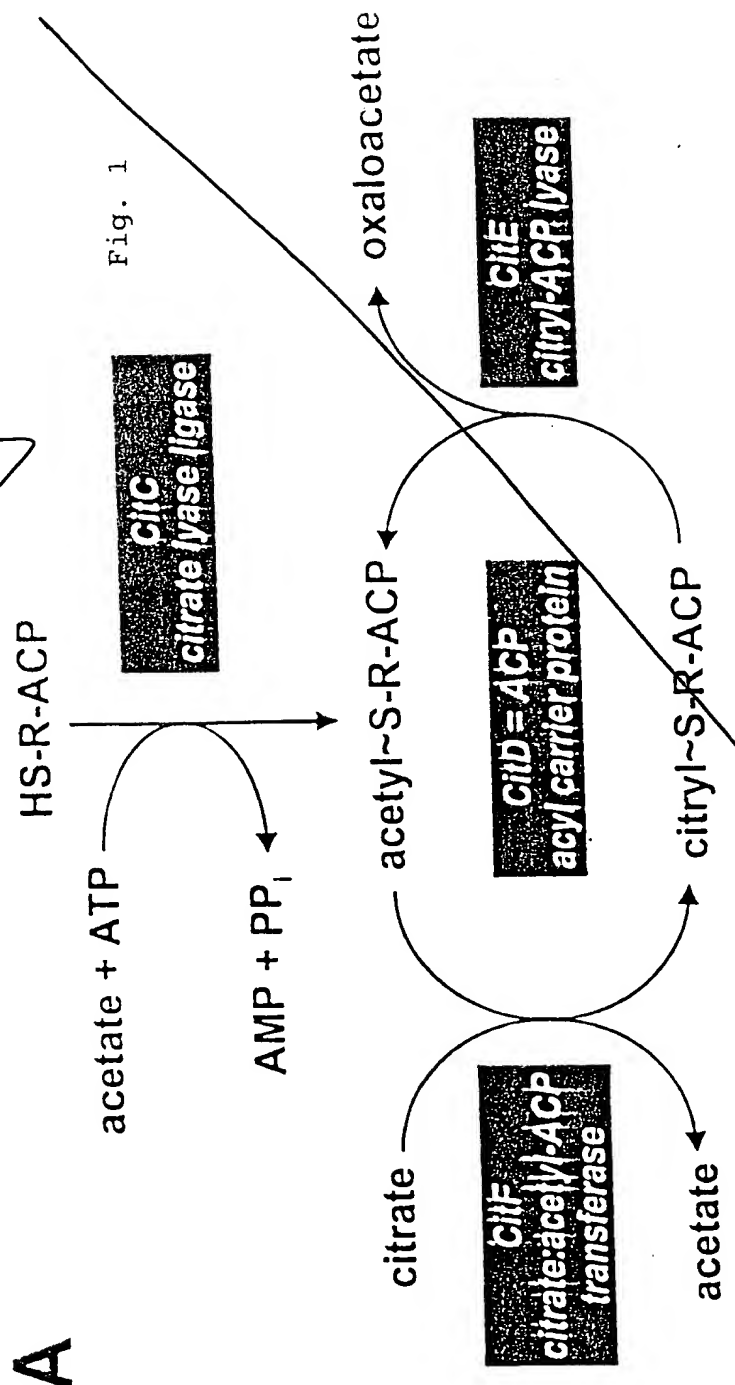 A
Fig. 1
HS-R-ACP
acetate + ATP
CitC
citrate lyase ligase
AMP + PPi
acetyl~S-R-ACP
oxaloacetate
citrate
CitF
citrate:acetyl-ACP
transferase
CitD = ACP
acyl carrier protein
CitE
citryl-ACP lyase
acetate
citryl~S-R-ACP